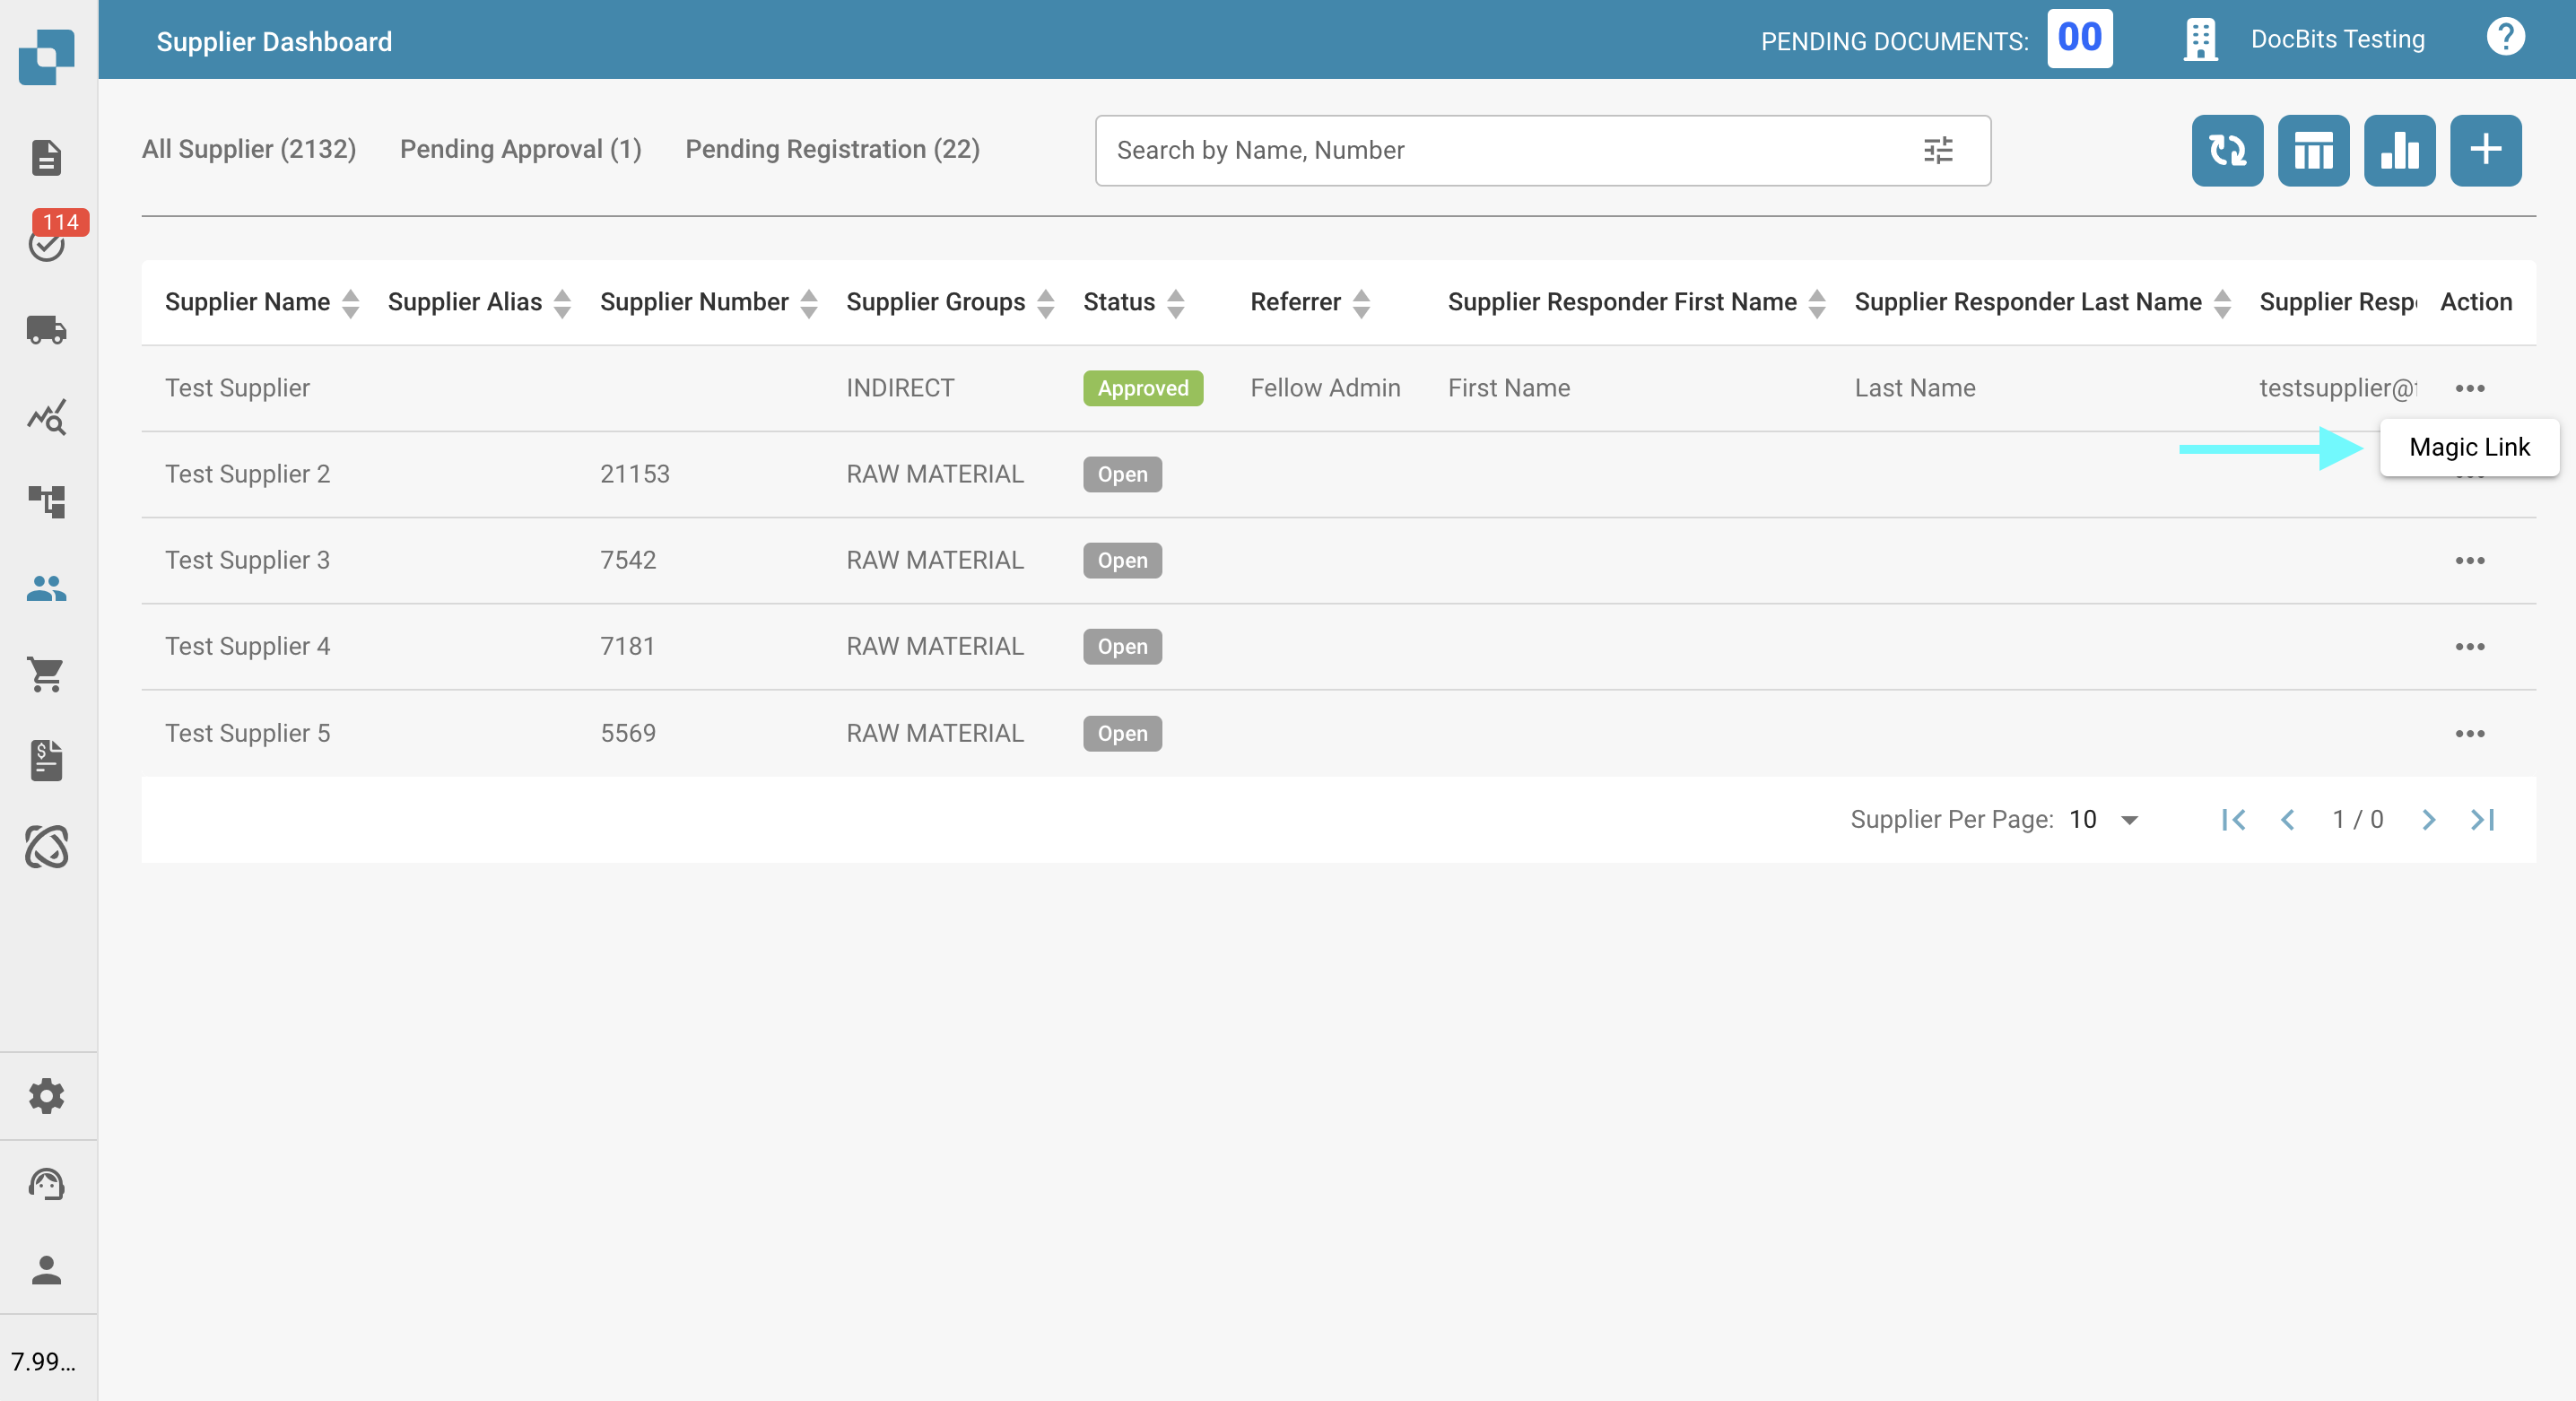 Supplier Dashboard
PENDING DOCUMENTS: 00
DocBits Testing
?
All Supplier (2132) Pending Approval (1) Pending Registration (22)
Search by Name, Number
114
Supplier Name Supplier Alias Supplier Number Supplier Groups Status Referrer Supplier Responder First Name Supplier Responder Last Name Supplier Resp Action
Test Supplier INDIRECT Approved Fellow Admin First Name Last Name testsupplier@
Magic Link
Test Supplier 2 21153 RAW MATERIAL Open
Test Supplier 3 7542 RAW MATERIAL Open
Test Supplier 4 7181 RAW MATERIAL Open
Test Supplier 5 5569 RAW MATERIAL Open
Supplier Per Page: 10 1 / 0
7.99...